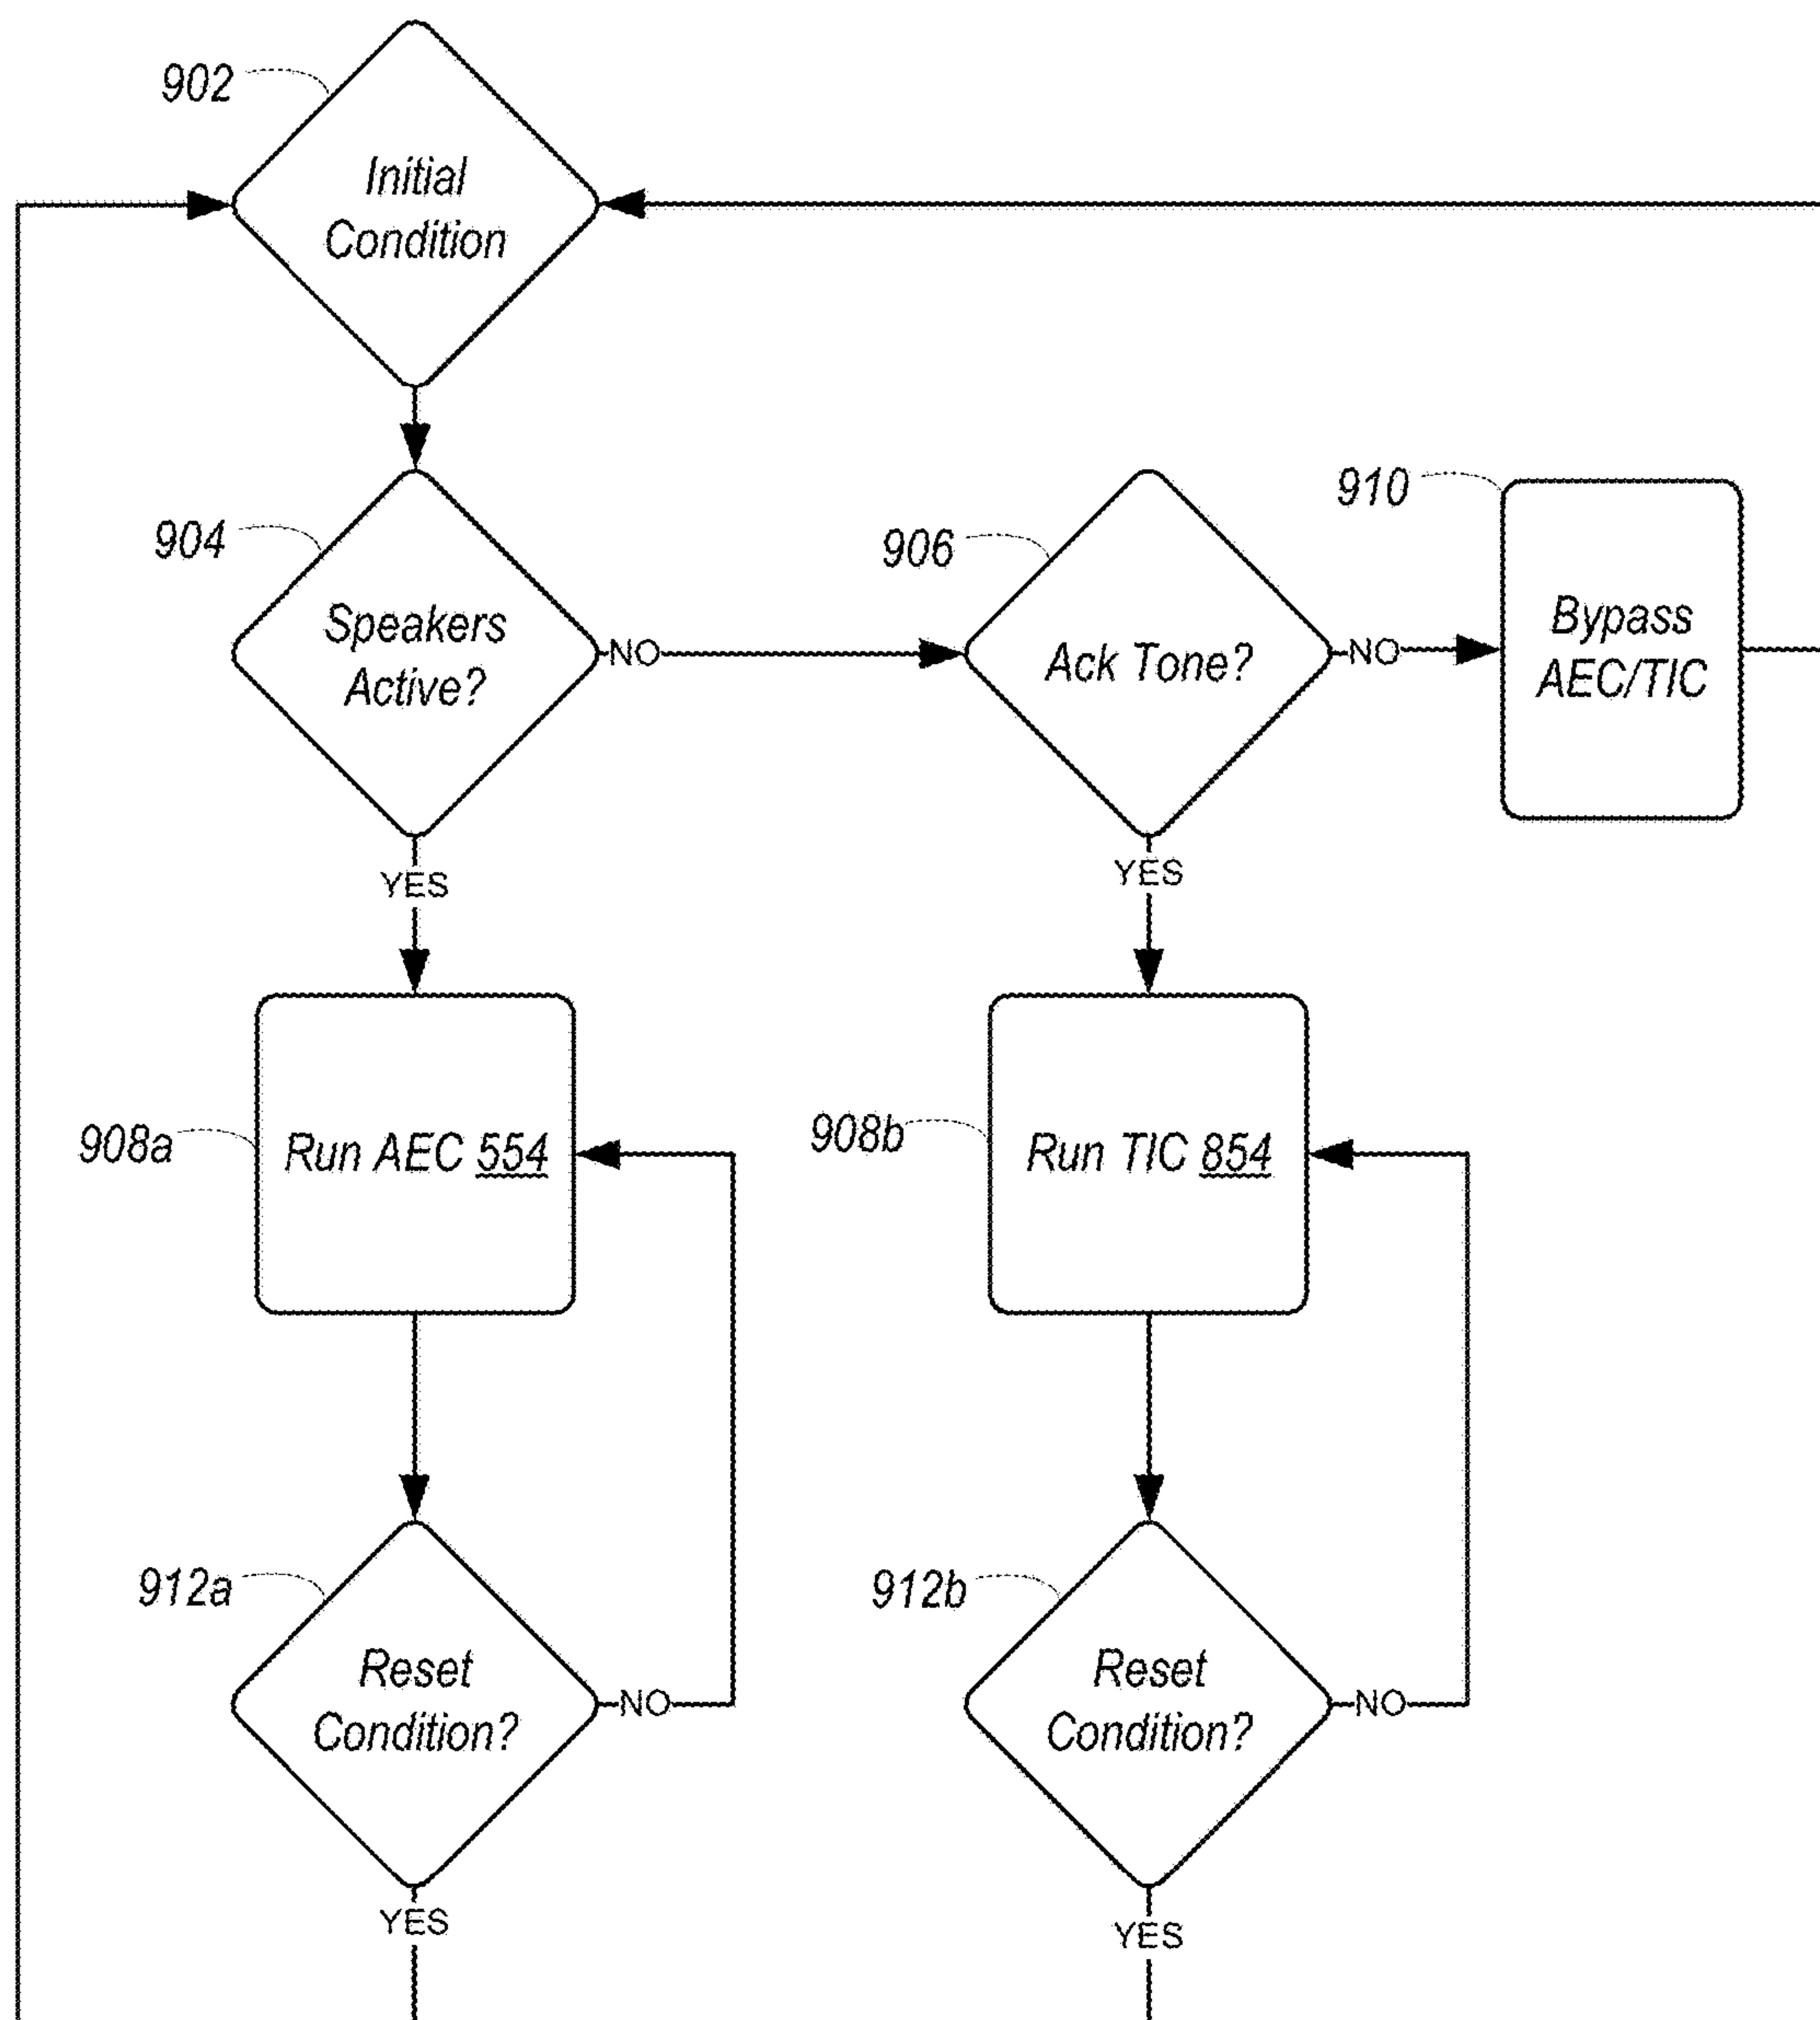 902
Initial
Condition
904
Speakers
Active?
NO
906
Ack Tone?
NO
910
Bypass
AEC/TIC
YES
YES
908a
Run AEC 554
908b
Run TIC 854
912a
Reset
Condition?
NO
912b
Reset
Condition?
NO
YES
YES